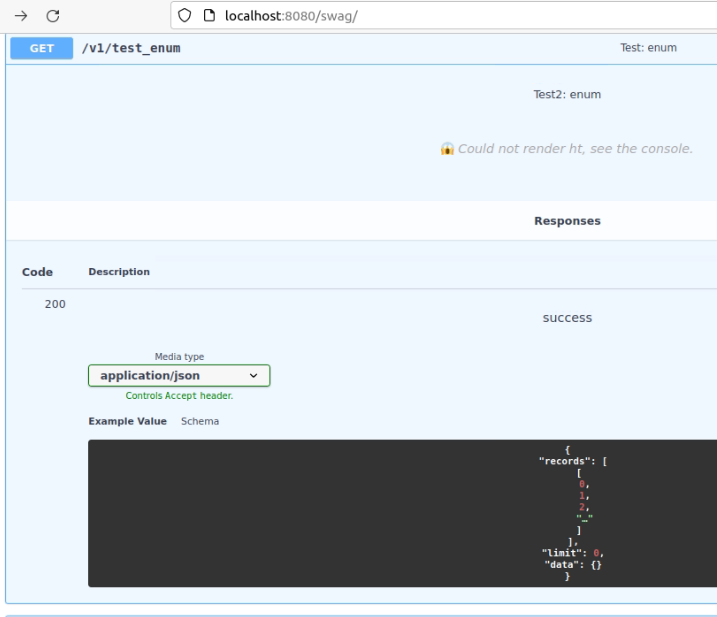 localhost:8080/swag/
GET /v1/test_enum Test: enum
Test2: enum
😱 Could not render ht, see the console.
Responses
Code Description
200
success
Media type
application/json
Controls Accept header.
Example Value Schema
{
"records": [
[
0,
1,
2,
"…"
]
],
"limit": 0,
"data": {}
}